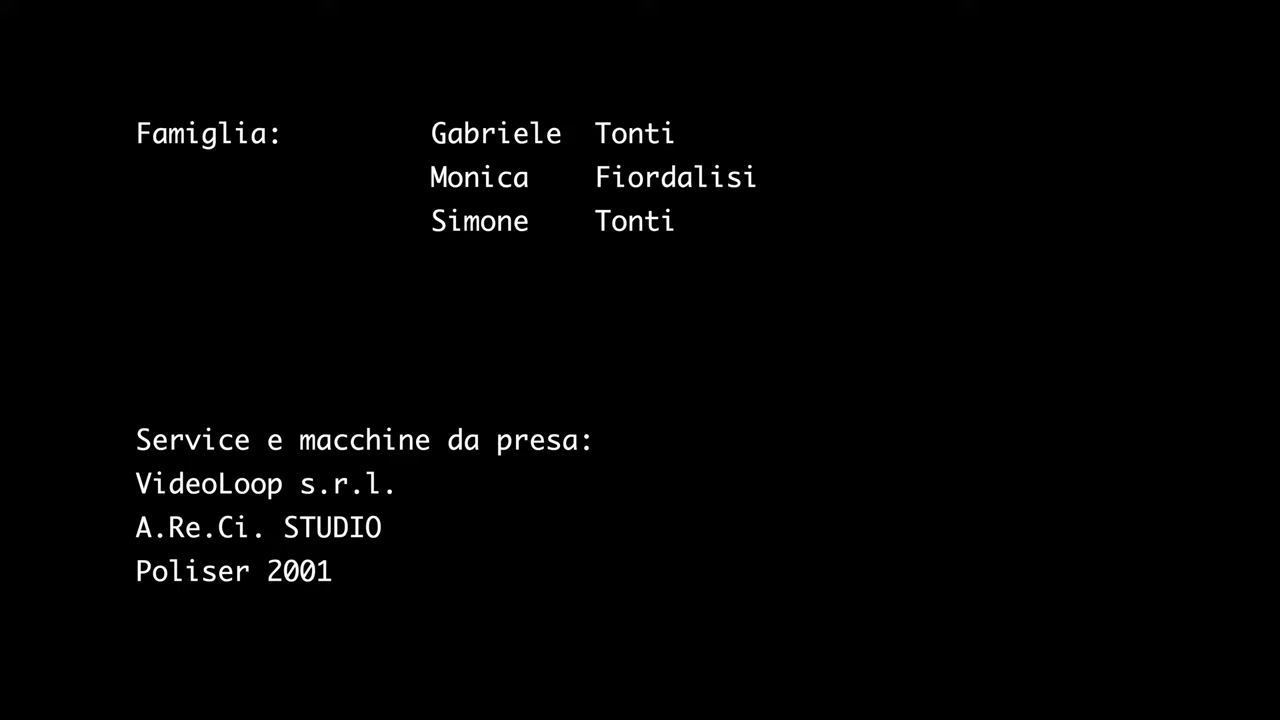 Famiglia: Gabriele Tonti
Monica Fiordalisi
Simone Tonti
Service e macchine da presa:
VideoLoop s.r.l.
A.Re.Ci. STUDIO
Poliser 2001